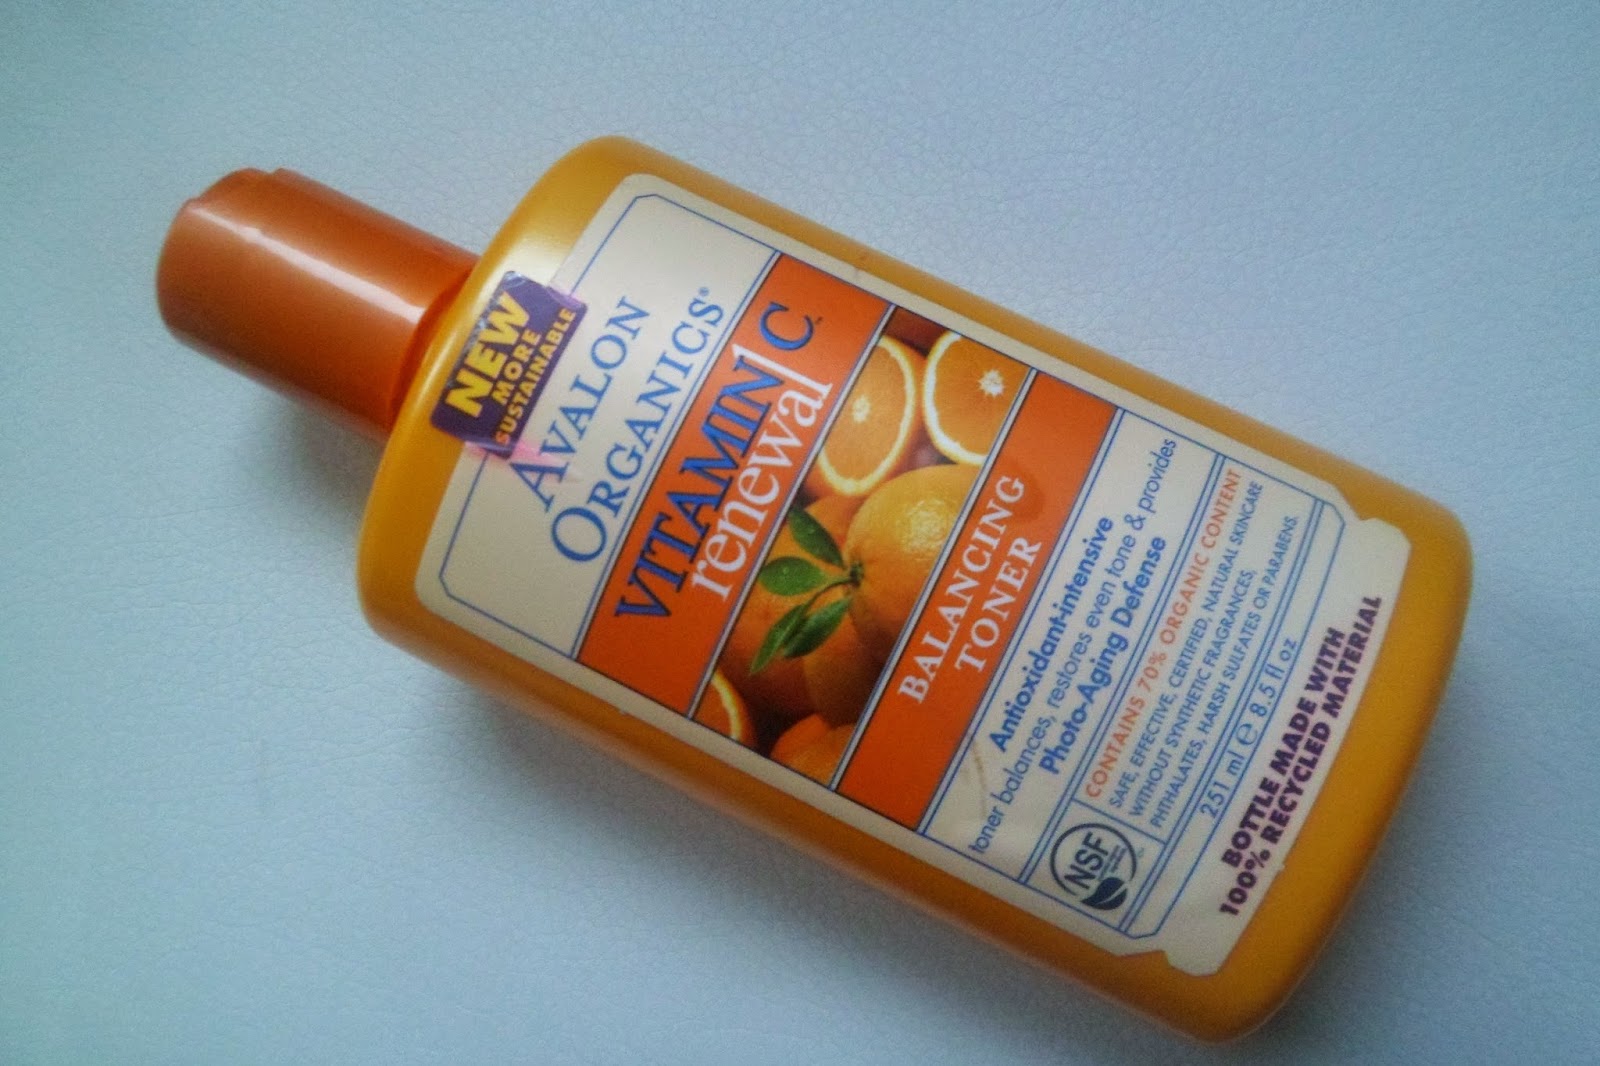 NEW
MORE
SUSTAINABLE
AVALON
ORGANICS®
VITAMIN C™
renewal
BALANCING
TONER
Antioxidant-intensive
toner balances, restores even tone & provides
Photo-Aging Defense
CONTAINS 70% ORGANIC CONTENT
SAFE, EFFECTIVE, CERTIFIED, NATURAL SKINCARE
WITHOUT SYNTHETIC FRAGRANCES,
PHTHALATES, HARSH SULFATES OR PARABENS.
NSF
251 ml ℮ 8.5 fl oz
BOTTLE MADE WITH
100% RECYCLED MATERIAL